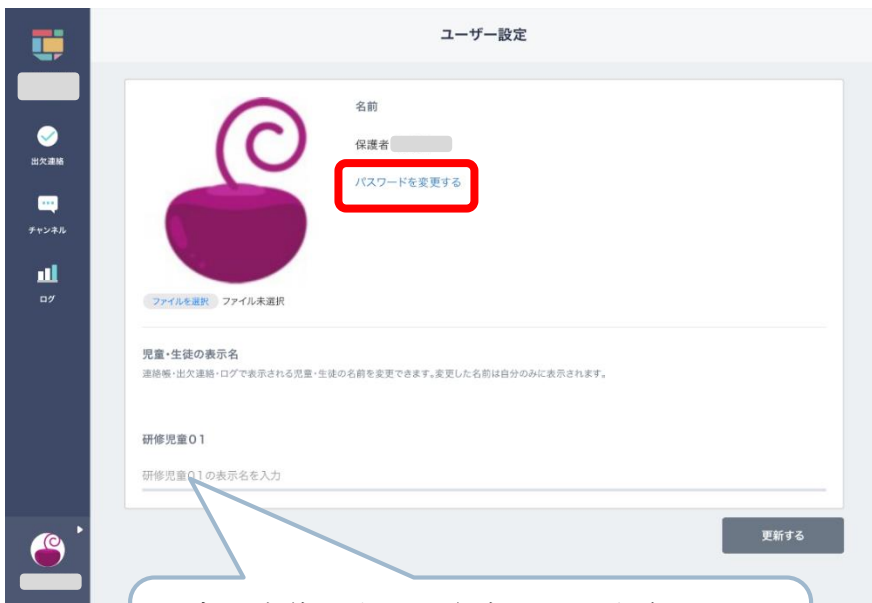 ユーザー設定
名前
保護者
パスワードを変更する
出欠連絡
チャンネル
ログ
ファイルを選択 ファイル未選択
児童・生徒の表示名
連絡帳・出欠連絡・ログで表示される児童・生徒の名前を変更できます。変更した名前は自分のみに表示されます。
研修児童01
研修児童01の表示名を入力
更新する